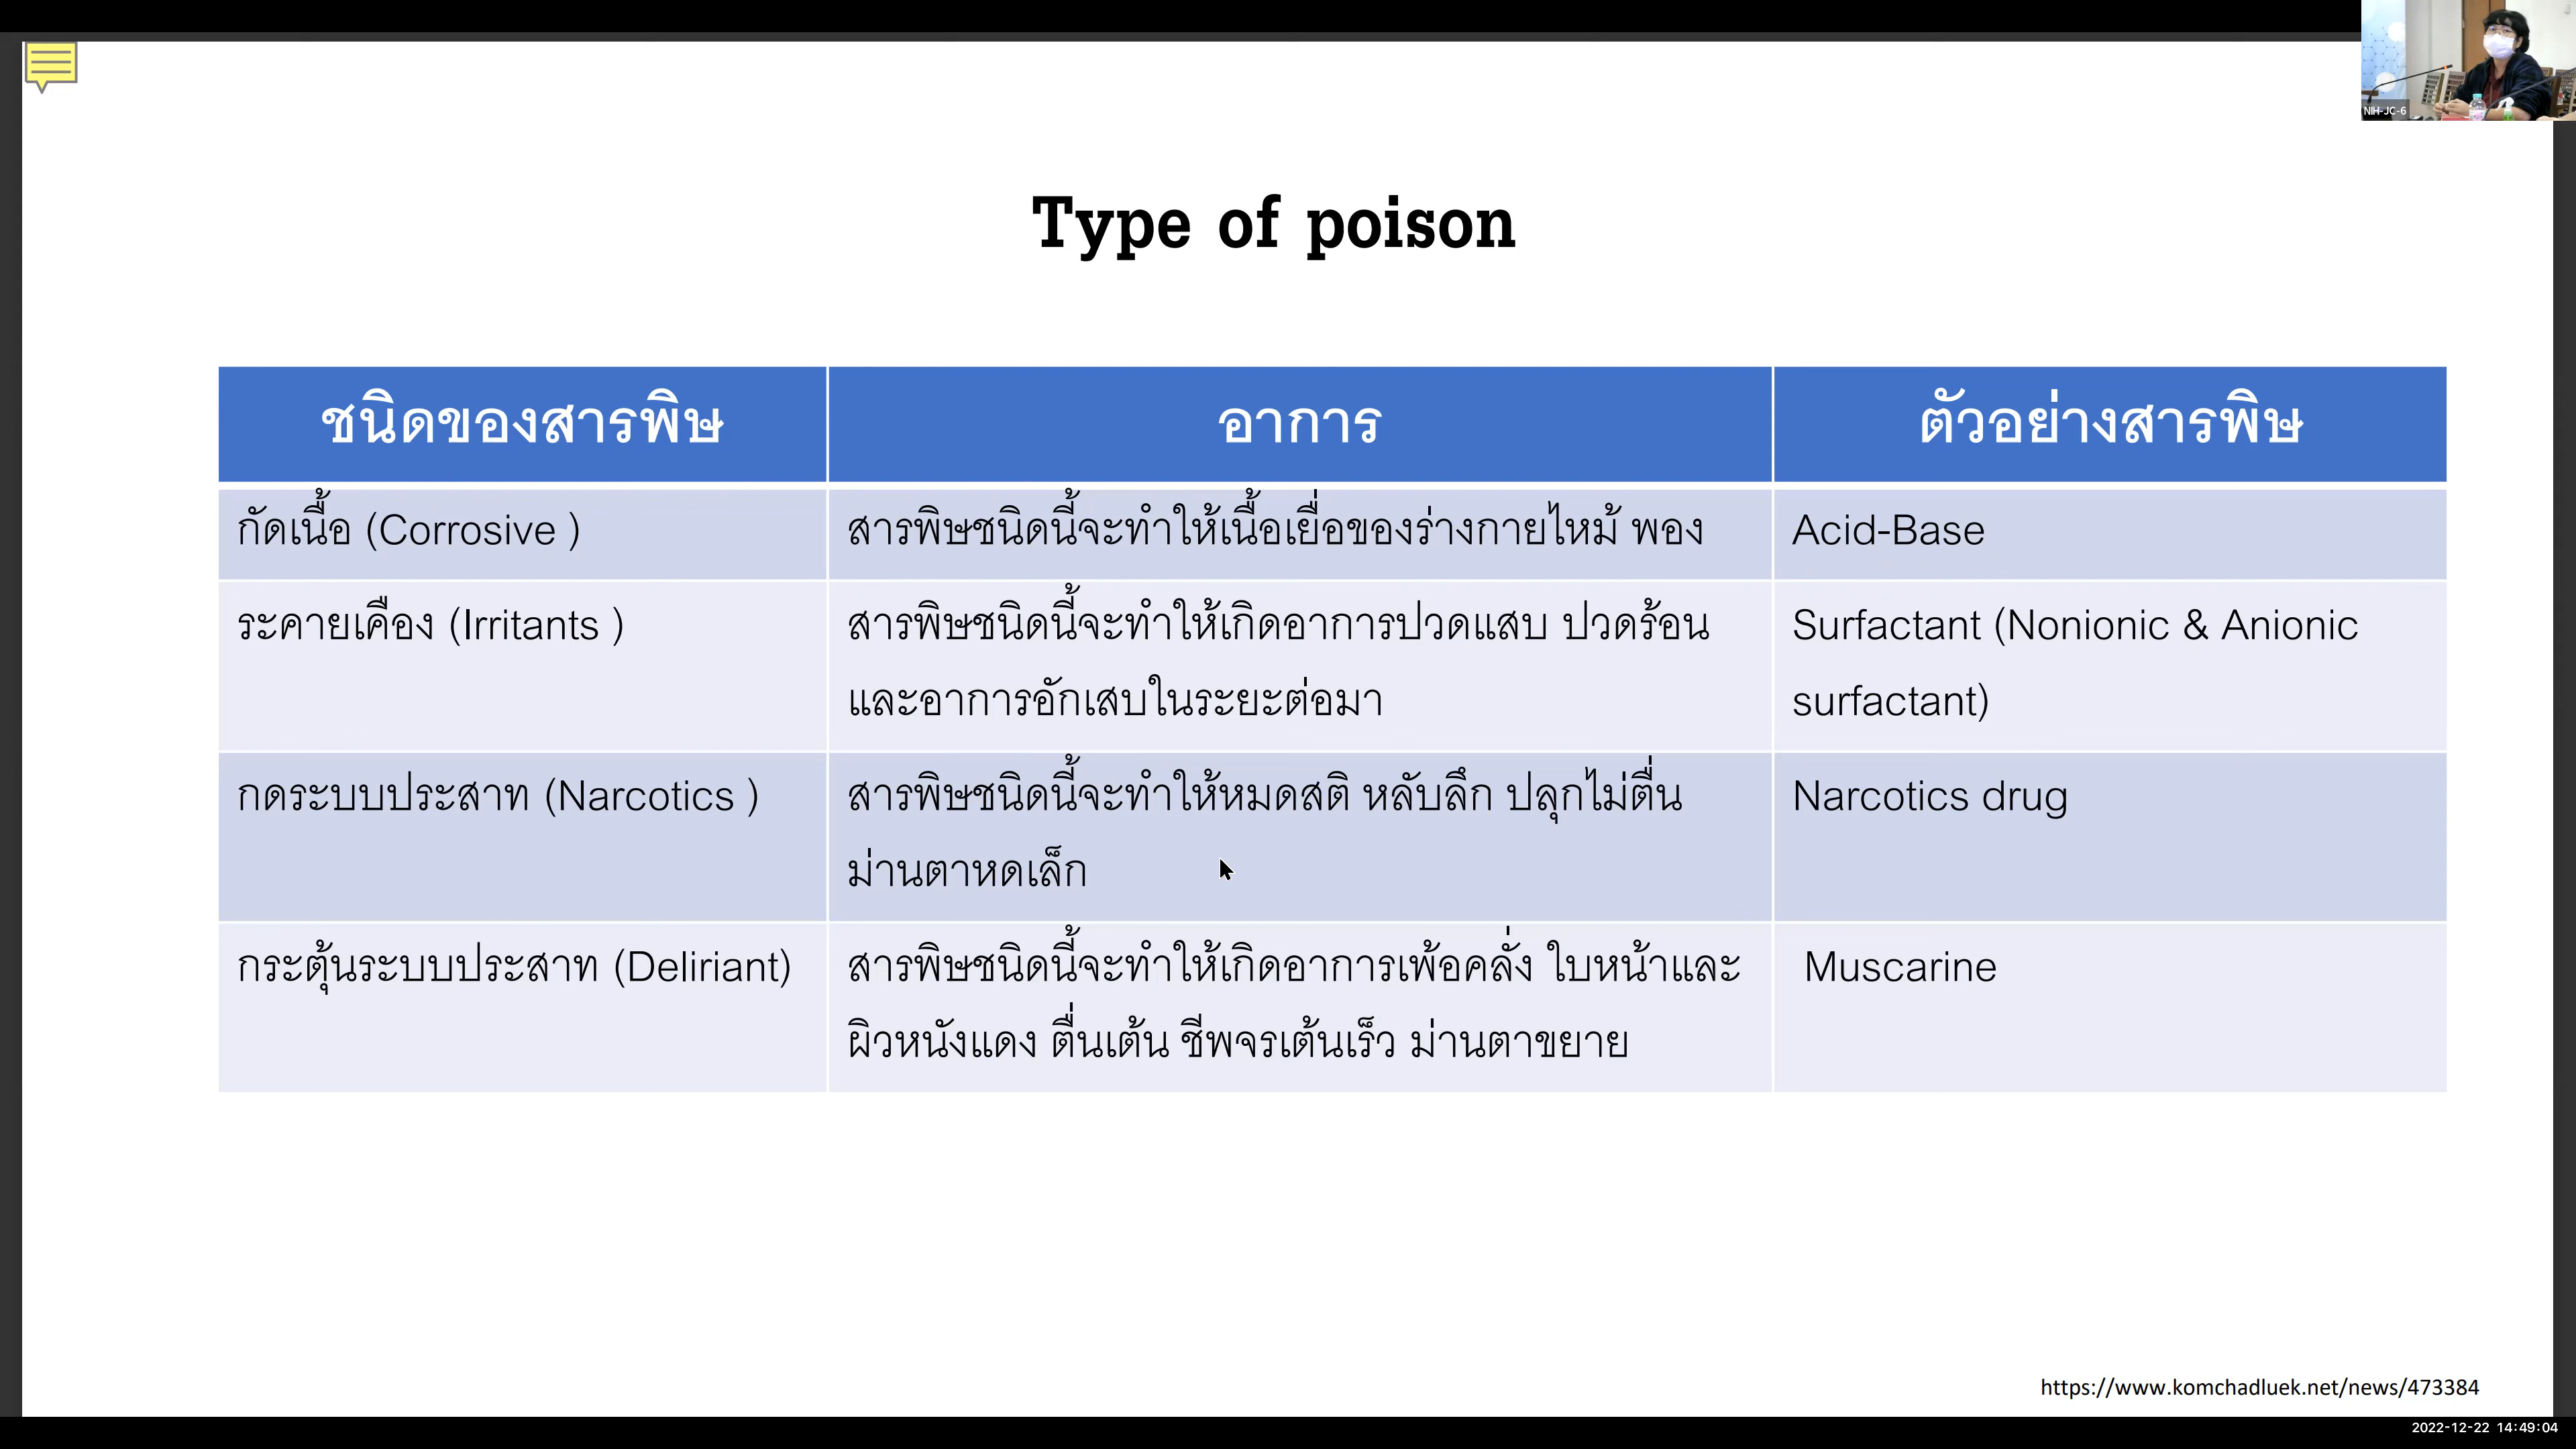 NIH-JC-6
Type of poison
ชนิดของสารพิษ
อาการ
ตัวอย่างสารพิษ
กัดเนื้อ (Corrosive )
สารพิษชนิดนี้จะทำให้เนื้อเยื่อของร่างกายไหม้ พอง
Acid-Base
ระคายเคือง (Irritants )
สารพิษชนิดนี้จะทำให้เกิดอาการปวดแสบ ปวดร้อน
และอาการอักเสบในระยะต่อมา
Surfactant (Nonionic & Anionic
surfactant)
กดระบบประสาท (Narcotics )
สารพิษชนิดนี้จะทำให้หมดสติ หลับลึก ปลุกไม่ตื่น
ม่านตาหดเล็ก
Narcotics drug
กระตุ้นระบบประสาท (Deliriant)
สารพิษชนิดนี้จะทำให้เกิดอาการเพ้อคลั่ง ใบหน้าและ
ผิวหนังแดง ตื่นเต้น ชีพจรเต้นเร็ว ม่านตาขยาย
Muscarine
https://www.komchadluek.net/news/473384
2022-12-22 14:49:04